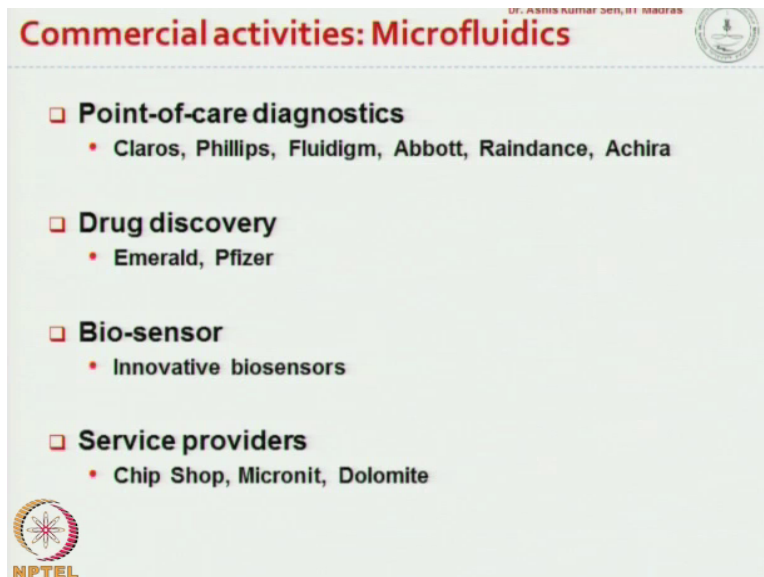 Dr. Ashis Kumar Sen, IIT Madras
Commercial activities: Microfluidics
Point-of-care diagnostics
Claros, Phillips, Fluidigm, Abbott, Raindance, Achira
Drug discovery
Emerald, Pfizer
Bio-sensor
Innovative biosensors
Service providers
Chip Shop, Micronit, Dolomite
NPTEL